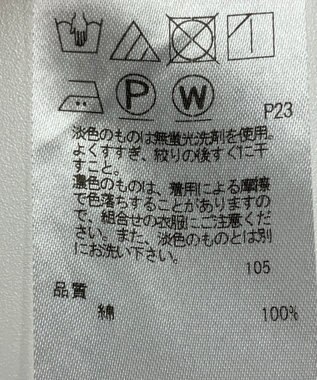 P
W
P23
淡色のものは無蛍光洗剤を使用。
よくすすぎ、絞りの後すぐに干
すこと。
濃色のものは、着用による摩擦
で色落ちすることがありますの
で、組合せの衣服にご注意くだ
さい。また、淡色のものとは別
にお洗い下さい。
105
品質
綿 100%